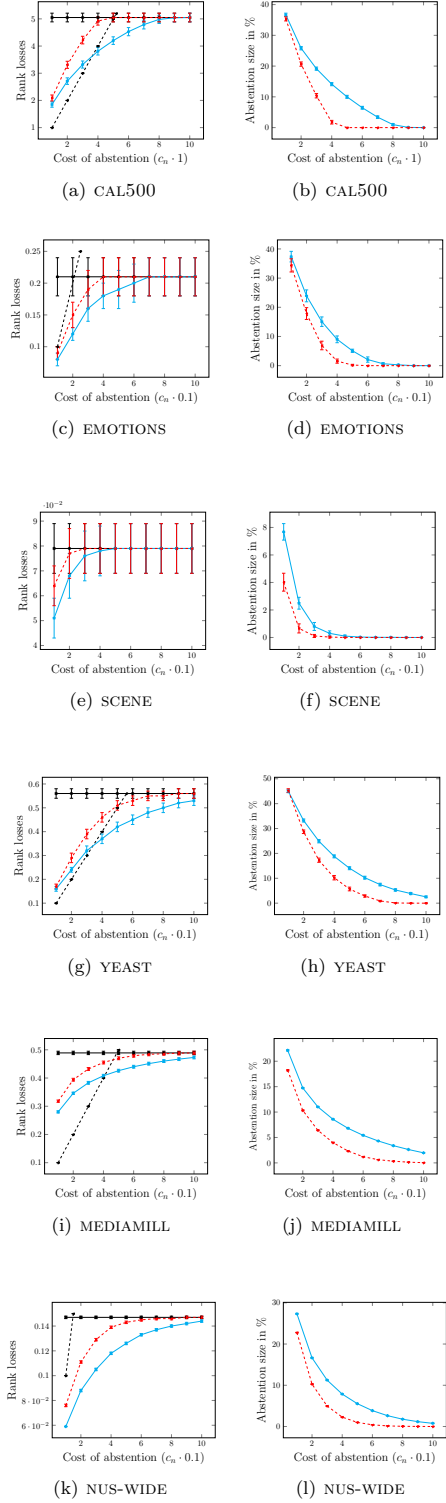 5
4
3
2
1
2 4 6 8 10
Rank losses
Cost of abstention (cₙ · 1)
(a) CAL500
40
30
20
10
0
2 4 6 8 10
Abstention size in %
Cost of abstention (cₙ · 1)
(b) CAL500
0.25
0.2
0.15
0.1
2 4 6 8 10
Rank losses
Cost of abstention (cₙ · 0.1)
(c) EMOTIONS
40
30
20
10
0
2 4 6 8 10
Abstention size in %
Cost of abstention (cₙ · 0.1)
(d) EMOTIONS
·10⁻²
9
8
7
6
5
4
2 4 6 8 10
Rank losses
Cost of abstention (cₙ · 0.1)
(e) SCENE
8
6
4
2
0
2 4 6 8 10
Abstention size in %
Cost of abstention (cₙ · 0.1)
(f) SCENE
0.6
0.5
0.4
0.3
0.2
0.1
2 4 6 8 10
Rank losses
Cost of abstention (cₙ · 0.1)
(g) YEAST
50
40
30
20
10
0
2 4 6 8 10
Abstention size in %
Cost of abstention (cₙ · 0.1)
(h) YEAST
0.5
0.4
0.3
0.2
0.1
2 4 6 8 10
Rank losses
Cost of abstention (cₙ · 0.1)
(i) MEDIAMILL
20
15
10
5
0
2 4 6 8 10
Abstention size in %
Cost of abstention (cₙ · 0.1)
(j) MEDIAMILL
0.14
0.12
0.1
8 · 10⁻²
6 · 10⁻²
2 4 6 8 10
Rank losses
Cost of abstention (cₙ · 0.1)
(k) NUS-WIDE
30
20
10
0
2 4 6 8 10
Abstention size in %
Cost of abstention (cₙ · 0.1)
(l) NUS-WIDE